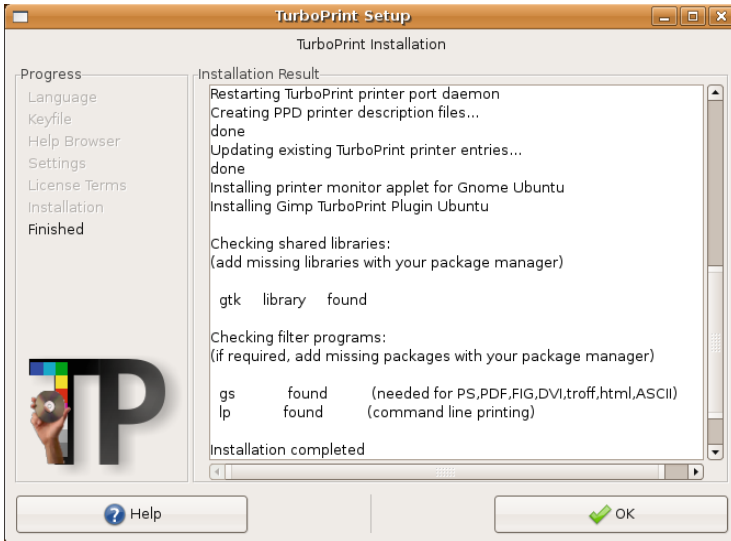 TurboPrint Setup
TurboPrint Installation
Progress
Language
Keyfile
Help Browser
Settings
License Terms
Installation
Finished
TP
Installation Result
Restarting TurboPrint printer port daemon
Creating PPD printer description files...
done
Updating existing TurboPrint printer entries...
done
Installing printer monitor applet for Gnome Ubuntu
Installing Gimp TurboPrint Plugin Ubuntu
Checking shared libraries:
(add missing libraries with your package manager)
gtk library found
Checking filter programs:
(if required, add missing packages with your package manager)
gs found (needed for PS,PDF,FIG,DVI,troff,html,ASCII)
lp found (command line printing)
Installation completed
Help
OK